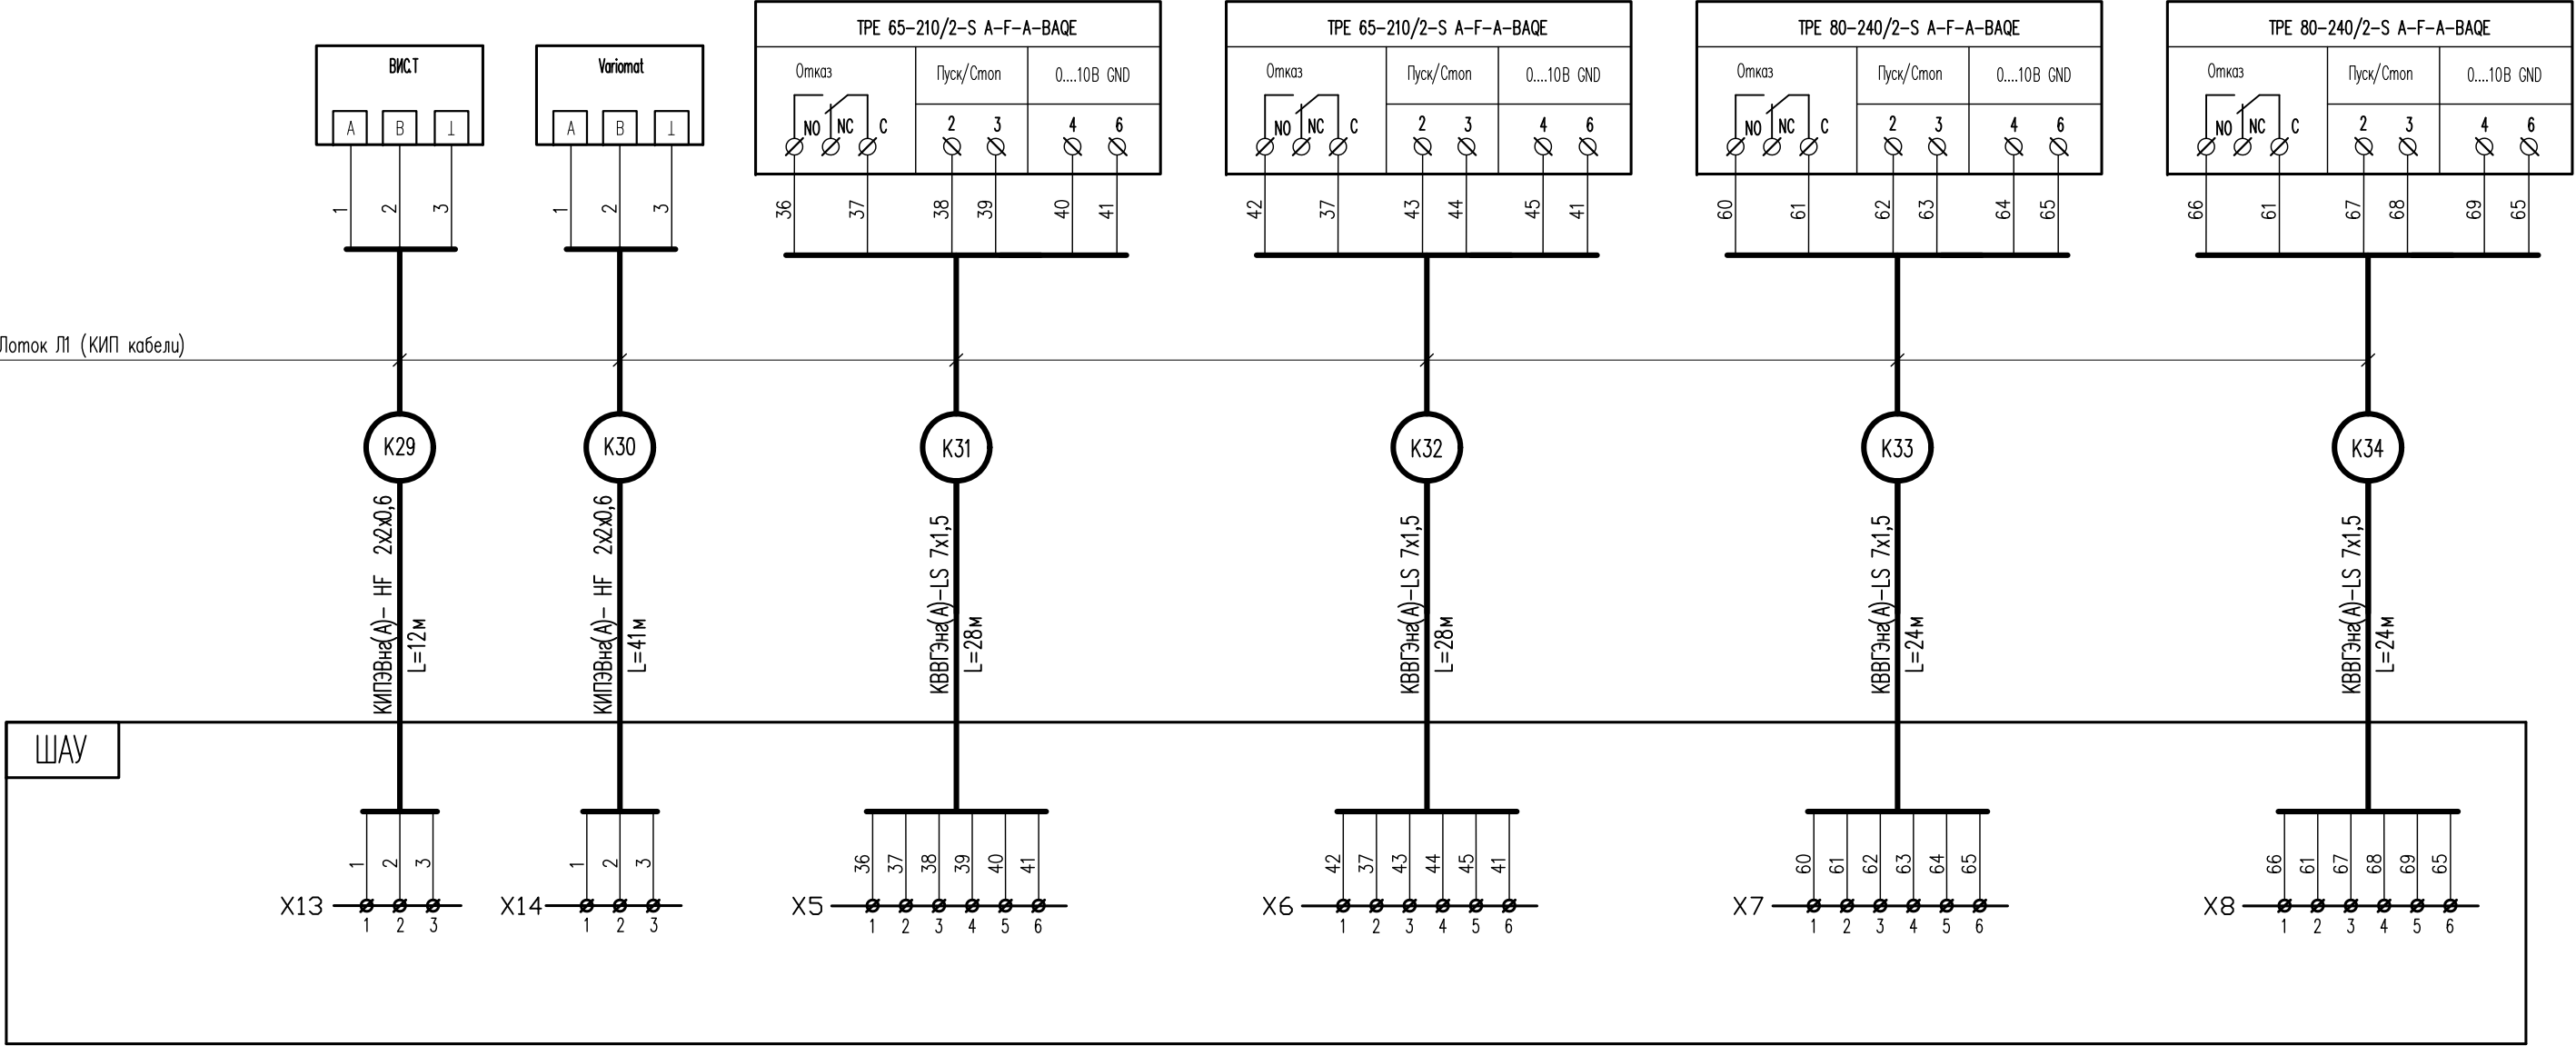 ВИС.Т
A B ⊥
1 2 3
Variomat
A B ⊥
1 2 3
TPE 65-210/2-S A-F-A-BAQE
Отказ Пуск/Стоп 0....10В GND
NO NC C 2 3 4 6
36 37 38 39 40 41
TPE 65-210/2-S A-F-A-BAQE
Отказ Пуск/Стоп 0....10В GND
NO NC C 2 3 4 6
42 37 43 44 45 41
TPE 80-240/2-S A-F-A-BAQE
Отказ Пуск/Стоп 0....10В GND
NO NC C 2 3 4 6
60 61 62 63 64 65
TPE 80-240/2-S A-F-A-BAQE
Отказ Пуск/Стоп 0....10В GND
NO NC C 2 3 4 6
66 61 67 68 69 65
Лоток Л1 (КИП кабели)
К29
КИПЭВнг(А)- HF 2х2х0,6
L=12м
К30
КИПЭВнг(А)- HF 2х2х0,6
L=41м
К31
КВВГЭнг(А)-LS 7х1,5
L=28м
К32
КВВГЭнг(А)-LS 7х1,5
L=28м
К33
КВВГЭнг(А)-LS 7х1,5
L=24м
К34
КВВГЭнг(А)-LS 7х1,5
L=24м
ШАУ
1 2 3
X13
1 2 3
1 2 3
X14
1 2 3
36 37 38 39 40 41
X5
1 2 3 4 5 6
42 37 43 44 45 41
X6
1 2 3 4 5 6
60 61 62 63 64 65
X7
1 2 3 4 5 6
66 61 67 68 69 65
X8
1 2 3 4 5 6